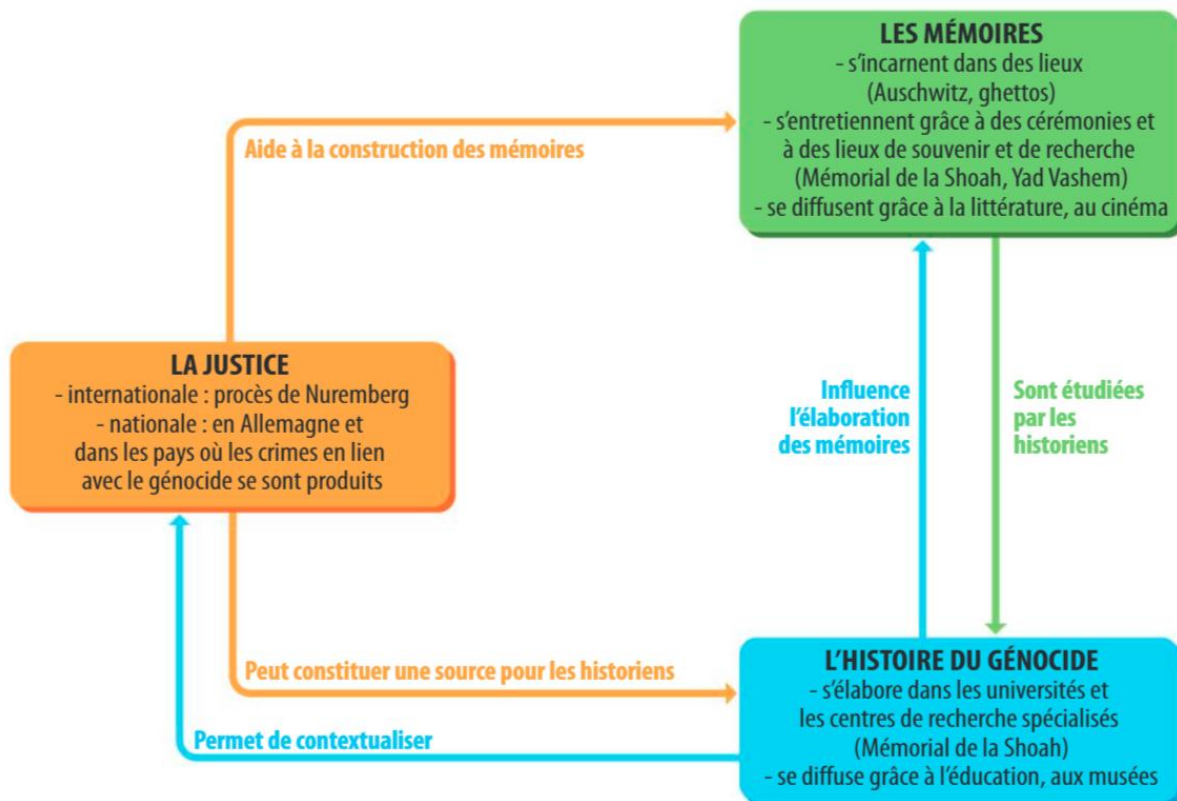 LES MÉMOIRES
- s’incarnent dans des lieux
(Auschwitz, ghettos)
- s’entretiennent grâce à des cérémonies et
à des lieux de souvenir et de recherche
(Mémorial de la Shoah, Yad Vashem)
- se diffusent grâce à la littérature, au cinéma
Aide à la construction des mémoires
LA JUSTICE
- internationale : procès de Nuremberg
- nationale : en Allemagne et
dans les pays où les crimes en lien
avec le génocide se sont produits
Influence
l’élaboration
des mémoires
Sont étudiées
par les
historiens
Peut constituer une source pour les historiens
Permet de contextualiser
L’HISTOIRE DU GÉNOCIDE
- s’élabore dans les universités et
les centres de recherche spécialisés
(Mémorial de la Shoah)
- se diffuse grâce à l’éducation, aux musées